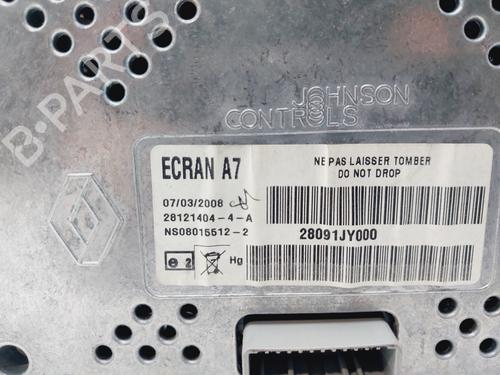 B-PARTS
JOHNSON
CONTROLS
ECRAN A7
NE PAS LAISSER TOMBER
DO NOT DROP
07/03/2008
28121404-4-A
NS08015512-2
28091JY000
2
Hg